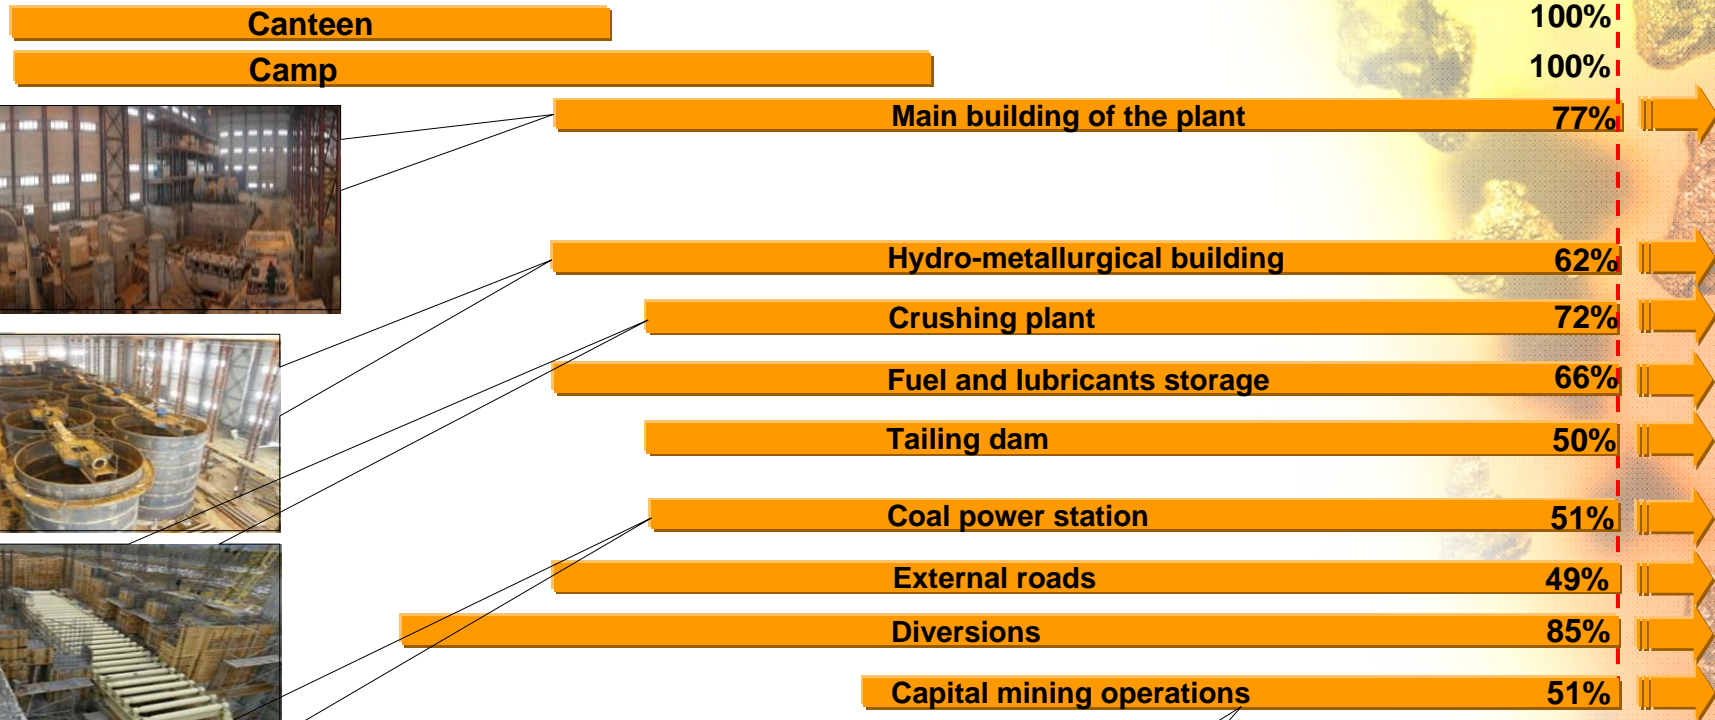 Canteen 100%
Camp 100%
Main building of the plant 77%
Hydro-metallurgical building 62%
Crushing plant 72%
Fuel and lubricants storage 66%
Tailing dam 50%
Coal power station 51%
External roads 49%
Diversions 85%
Capital mining operations 51%